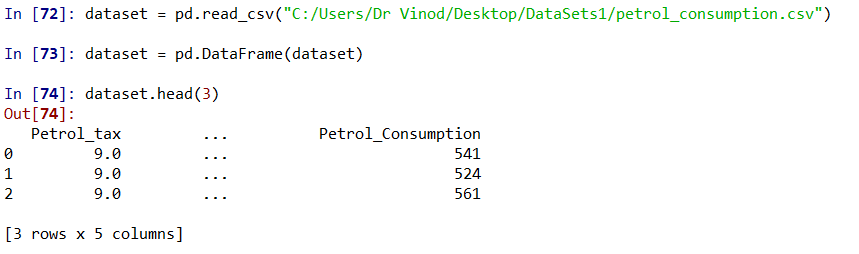 In [72]: dataset = pd.read_csv("C:/Users/Dr Vinod/Desktop/DataSets1/petrol_consumption.csv")
In [73]: dataset = pd.DataFrame(dataset)
In [74]: dataset.head(3)
Out[74]:
Petrol_tax ... Petrol_Consumption
0 9.0 ... 541
1 9.0 ... 524
2 9.0 ... 561
[3 rows x 5 columns]